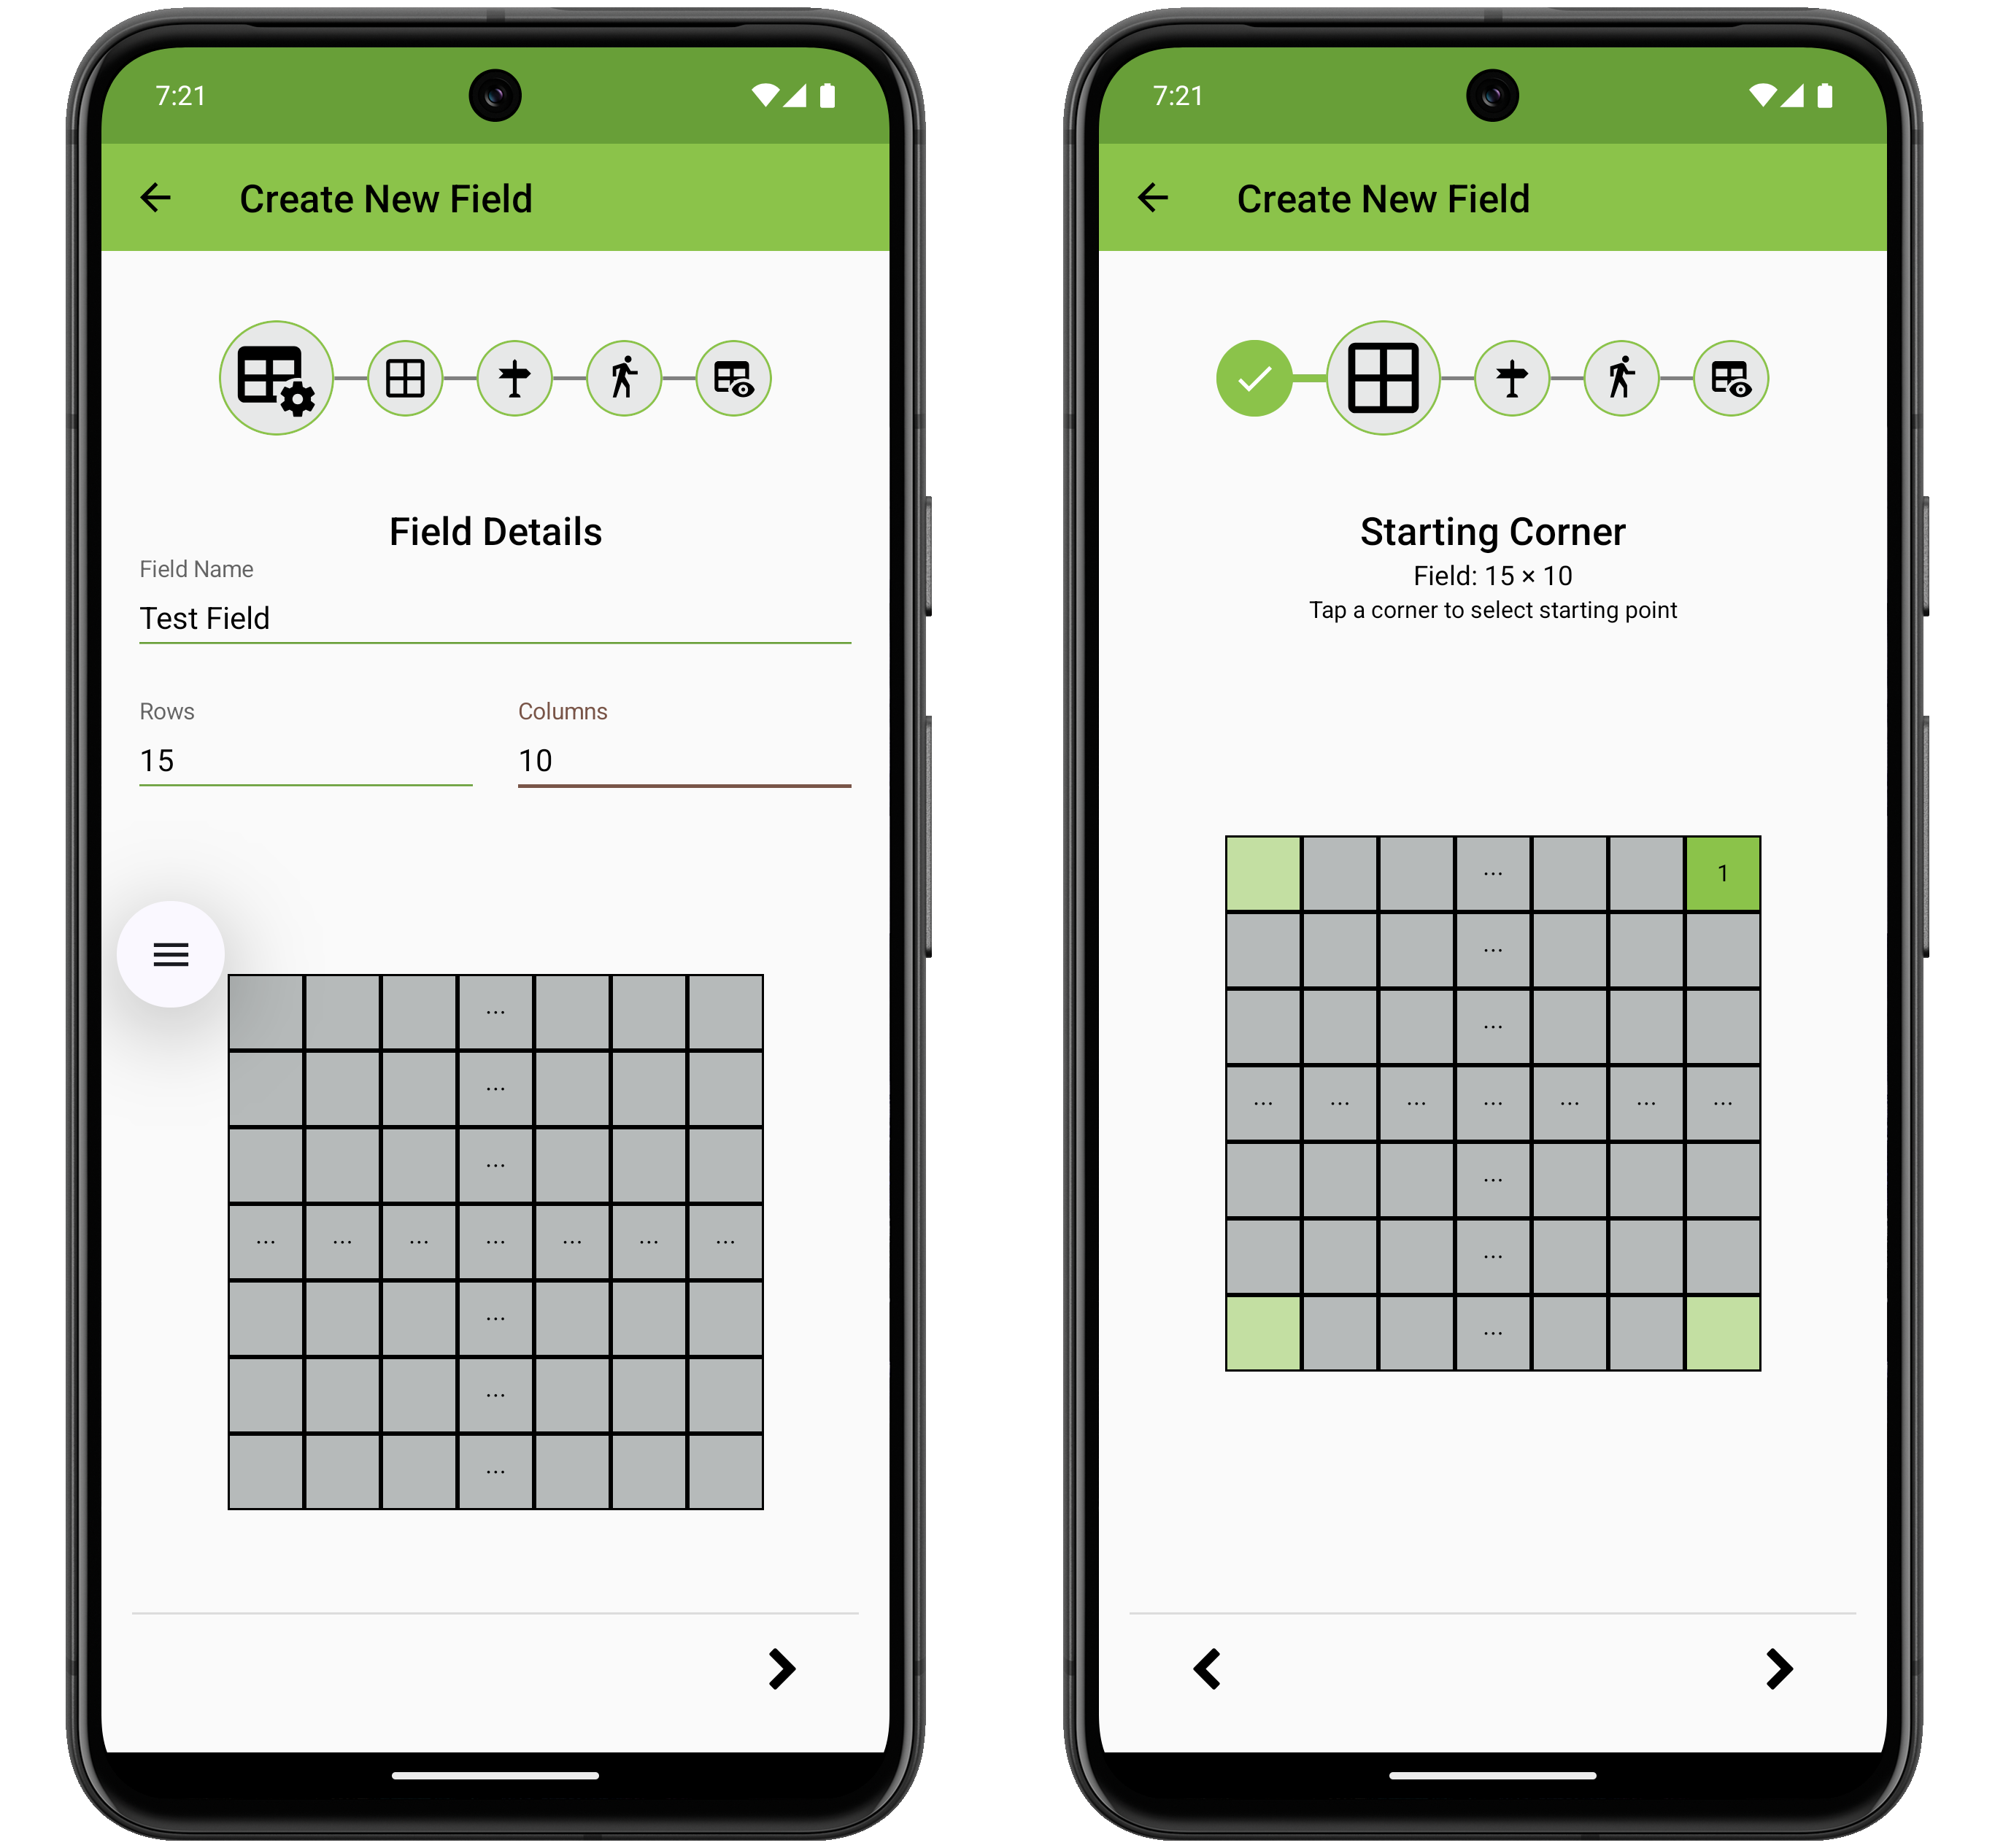 7:21
Create New Field
Field Details
Field Name
Test Field
Rows
Columns
15
10
...
...
...
... ... ... ... ... ... ...
...
...
...
7:21
Create New Field
Starting Corner
Field: 15 × 10
Tap a corner to select starting point
... 1
...
...
... ... ... ... ... ... ...
...
...
...